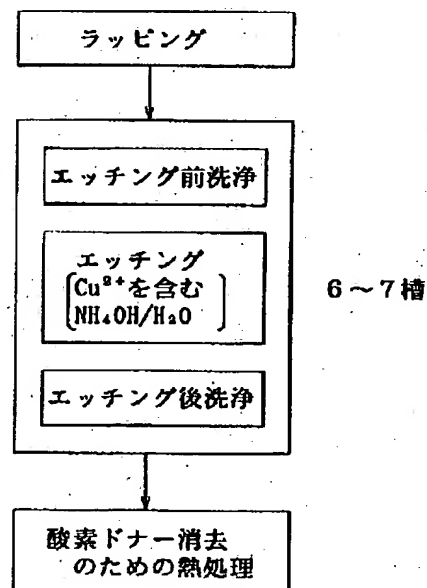 ラッピング
エッチング前洗浄
エッチング
Cu²⁺を含む
NH₄OH/H₂O
6～7槽
エッチング後洗浄
酸素ドナー消去
のための熱処理